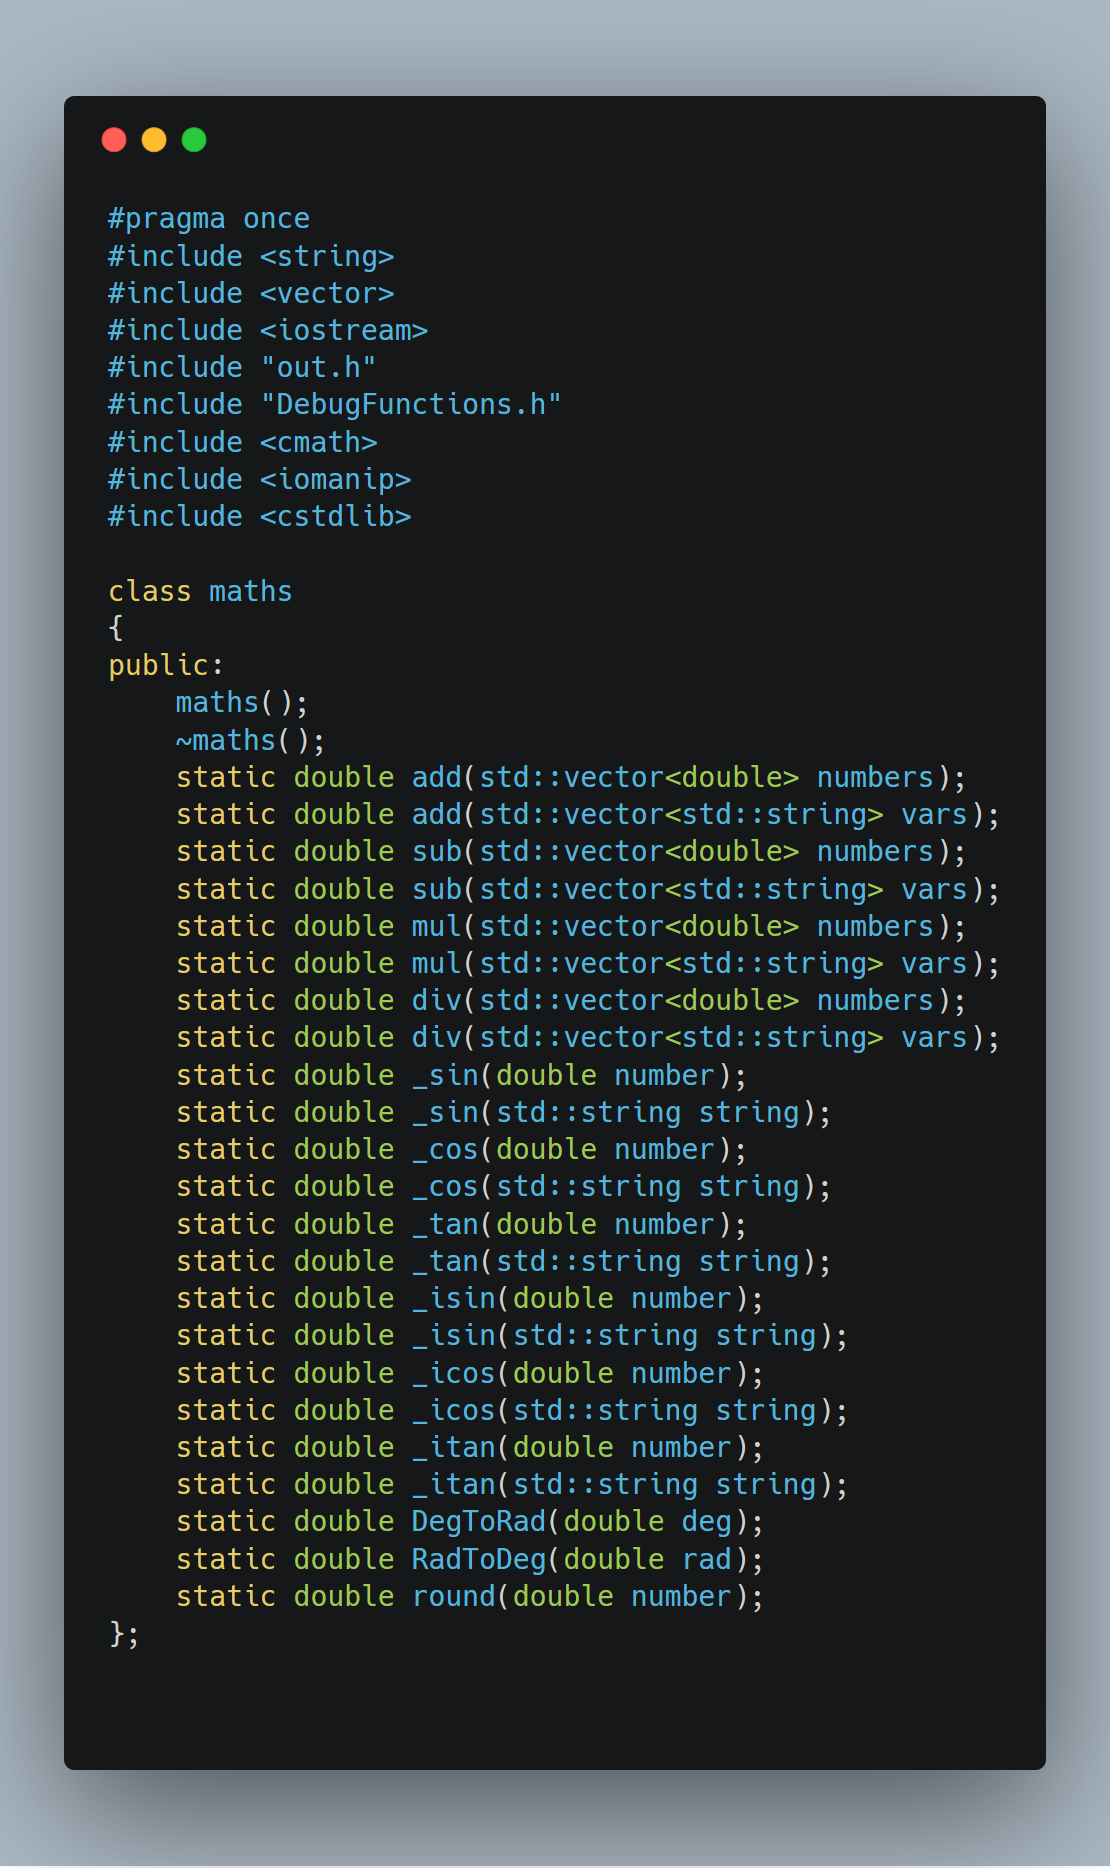 #pragma once
#include <string>
#include <vector>
#include <iostream>
#include "out.h"
#include "DebugFunctions.h"
#include <cmath>
#include <iomanip>
#include <cstdlib>

class maths
{
public:
    maths();
    ~maths();
    static double add(std::vector<double> numbers);
    static double add(std::vector<std::string> vars);
    static double sub(std::vector<double> numbers);
    static double sub(std::vector<std::string> vars);
    static double mul(std::vector<double> numbers);
    static double mul(std::vector<std::string> vars);
    static double div(std::vector<double> numbers);
    static double div(std::vector<std::string> vars);
    static double _sin(double number);
    static double _sin(std::string string);
    static double _cos(double number);
    static double _cos(std::string string);
    static double _tan(double number);
    static double _tan(std::string string);
    static double _isin(double number);
    static double _isin(std::string string);
    static double _icos(double number);
    static double _icos(std::string string);
    static double _itan(double number);
    static double _itan(std::string string);
    static double DegToRad(double deg);
    static double RadToDeg(double rad);
    static double round(double number);
};